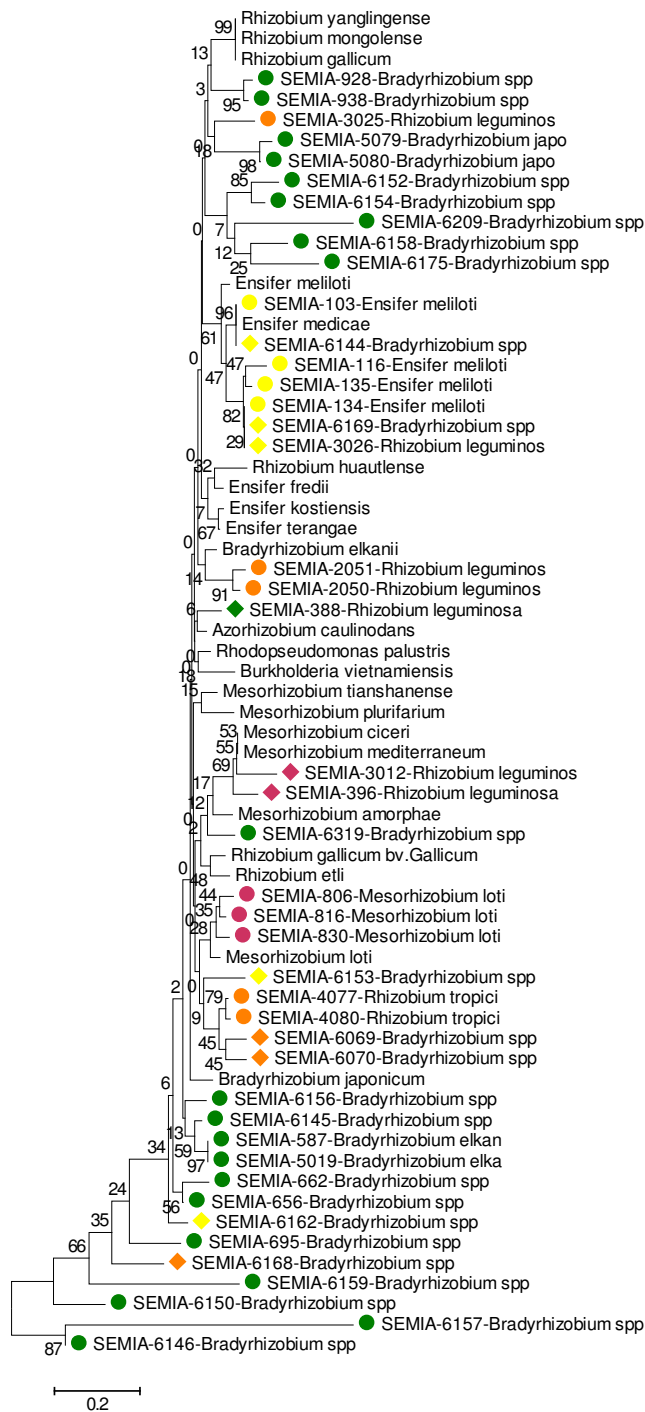 99
Rhizobium yanglingense
Rhizobium mongolense
13
Rhizobium gallicum
SEMIA-928-Bradyrhizobium spp
3
95
SEMIA-938-Bradyrhizobium spp
SEMIA-3025-Rhizobium leguminos
SEMIA-5079-Bradyrhizobium japo
0
18
98
SEMIA-5080-Bradyrhizobium japo
85
SEMIA-6152-Bradyrhizobium spp
SEMIA-6154-Bradyrhizobium spp
SEMIA-6209-Bradyrhizobium spp
0
7
SEMIA-6158-Bradyrhizobium spp
12
25
SEMIA-6175-Bradyrhizobium spp
Ensifer meliloti
SEMIA-103-Ensifer meliloti
96
Ensifer medicae
61
SEMIA-6144-Bradyrhizobium spp
0
47
SEMIA-116-Ensifer meliloti
47
SEMIA-135-Ensifer meliloti
SEMIA-134-Ensifer meliloti
82
SEMIA-6169-Bradyrhizobium spp
29
SEMIA-3026-Rhizobium leguminos
0
32
Rhizobium huautlense
Ensifer fredii
7
Ensifer kostiensis
67
Ensifer terangae
0
Bradyrhizobium elkanii
SEMIA-2051-Rhizobium leguminos
14
91
SEMIA-2050-Rhizobium leguminos
6
SEMIA-388-Rhizobium leguminosa
Azorhizobium caulinodans
0
Rhodopseudomonas palustris
0
18
Burkholderia vietnamiensis
15
Mesorhizobium tianshanense
Mesorhizobium plurifarium
53
Mesorhizobium ciceri
55
Mesorhizobium mediterraneum
69
SEMIA-3012-Rhizobium leguminos
17
SEMIA-396-Rhizobium leguminosa
12
Mesorhizobium amorphae
0
2
SEMIA-6319-Bradyrhizobium spp
Rhizobium gallicum bv.Gallicum
0
48
Rhizobium etli
44
SEMIA-806-Mesorhizobium loti
35
SEMIA-816-Mesorhizobium loti
0
28
SEMIA-830-Mesorhizobium loti
Mesorhizobium loti
SEMIA-6153-Bradyrhizobium spp
2
0
79
SEMIA-4077-Rhizobium tropici
9
SEMIA-4080-Rhizobium tropici
45
SEMIA-6069-Bradyrhizobium spp
45
SEMIA-6070-Bradyrhizobium spp
6
Bradyrhizobium japonicum
SEMIA-6156-Bradyrhizobium spp
SEMIA-6145-Bradyrhizobium spp
13
SEMIA-587-Bradyrhizobium elkan
34
59
97
SEMIA-5019-Bradyrhizobium elka
SEMIA-662-Bradyrhizobium spp
24
56
SEMIA-656-Bradyrhizobium spp
35
SEMIA-6162-Bradyrhizobium spp
SEMIA-695-Bradyrhizobium spp
66
SEMIA-6168-Bradyrhizobium spp
SEMIA-6159-Bradyrhizobium spp
SEMIA-6150-Bradyrhizobium spp
SEMIA-6157-Bradyrhizobium spp
87
SEMIA-6146-Bradyrhizobium spp
0.2